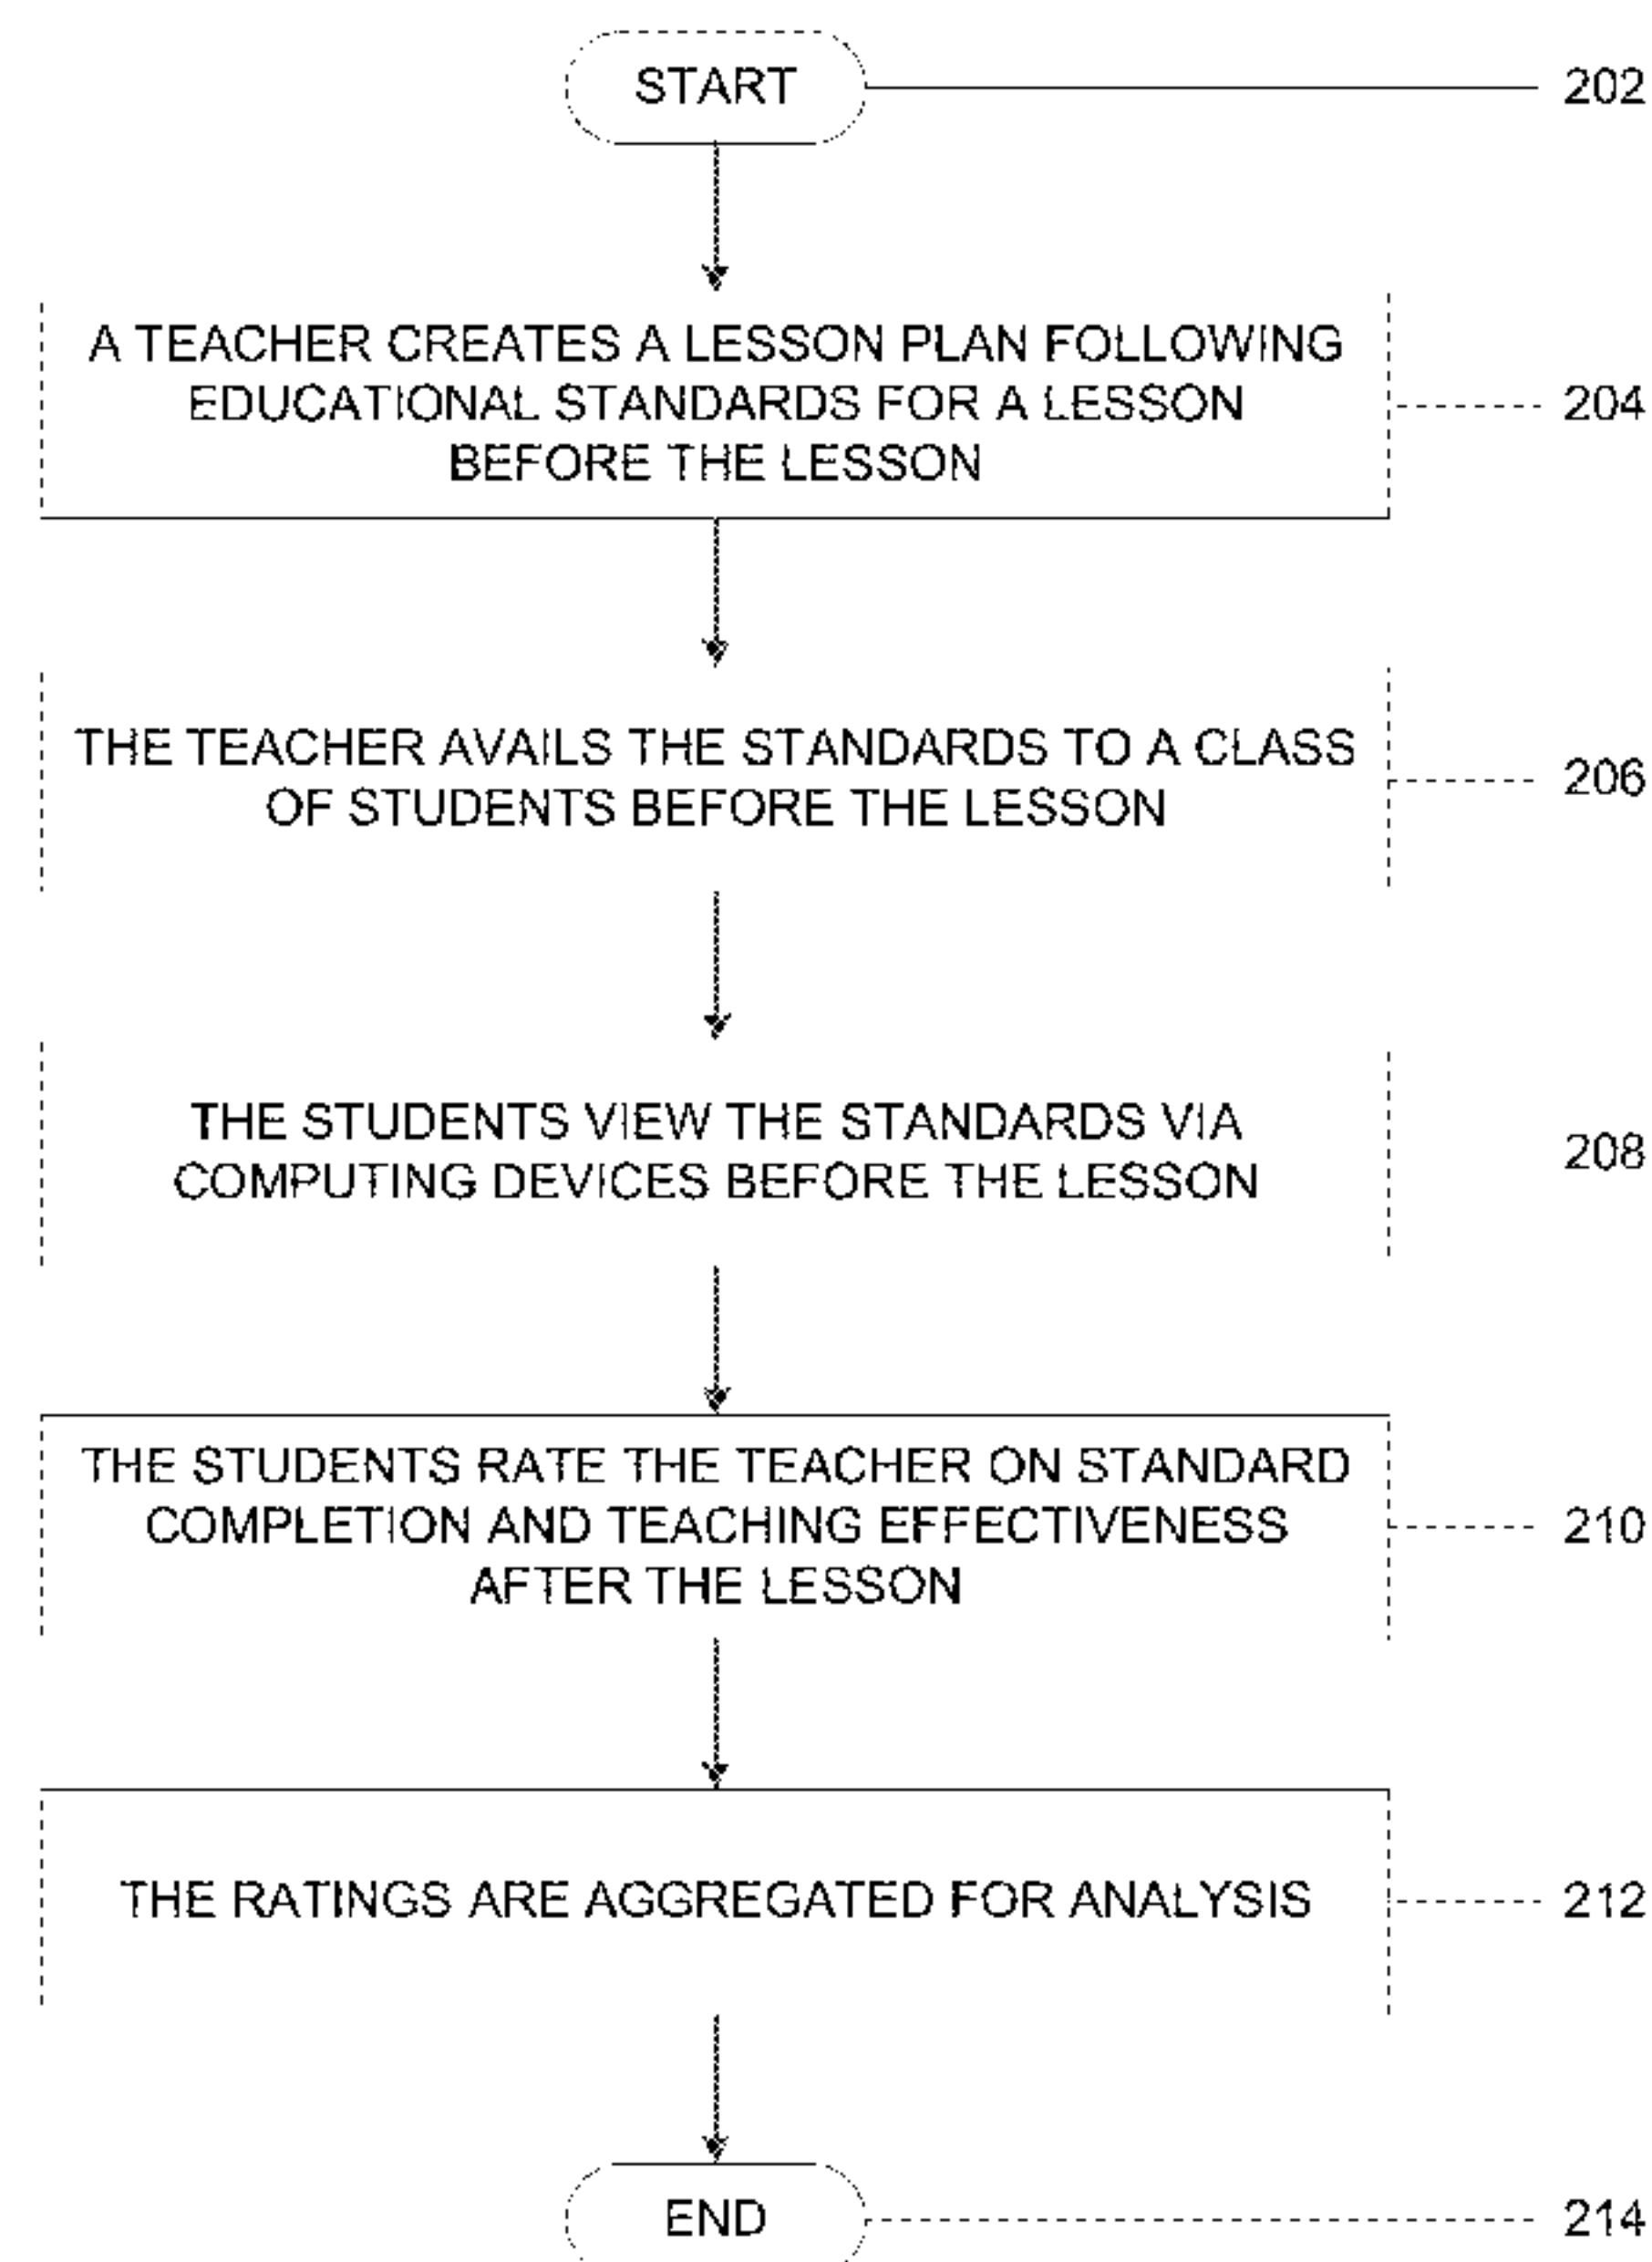 START
202
A TEACHER CREATES A LESSON PLAN FOLLOWING
EDUCATIONAL STANDARDS FOR A LESSON
BEFORE THE LESSON
204
THE TEACHER AVAILS THE STANDARDS TO A CLASS
OF STUDENTS BEFORE THE LESSON
206
THE STUDENTS VIEW THE STANDARDS VIA
COMPUTING DEVICES BEFORE THE LESSON
208
THE STUDENTS RATE THE TEACHER ON STANDARD
COMPLETION AND TEACHING EFFECTIVENESS
AFTER THE LESSON
210
THE RATINGS ARE AGGREGATED FOR ANALYSIS
212
END
214